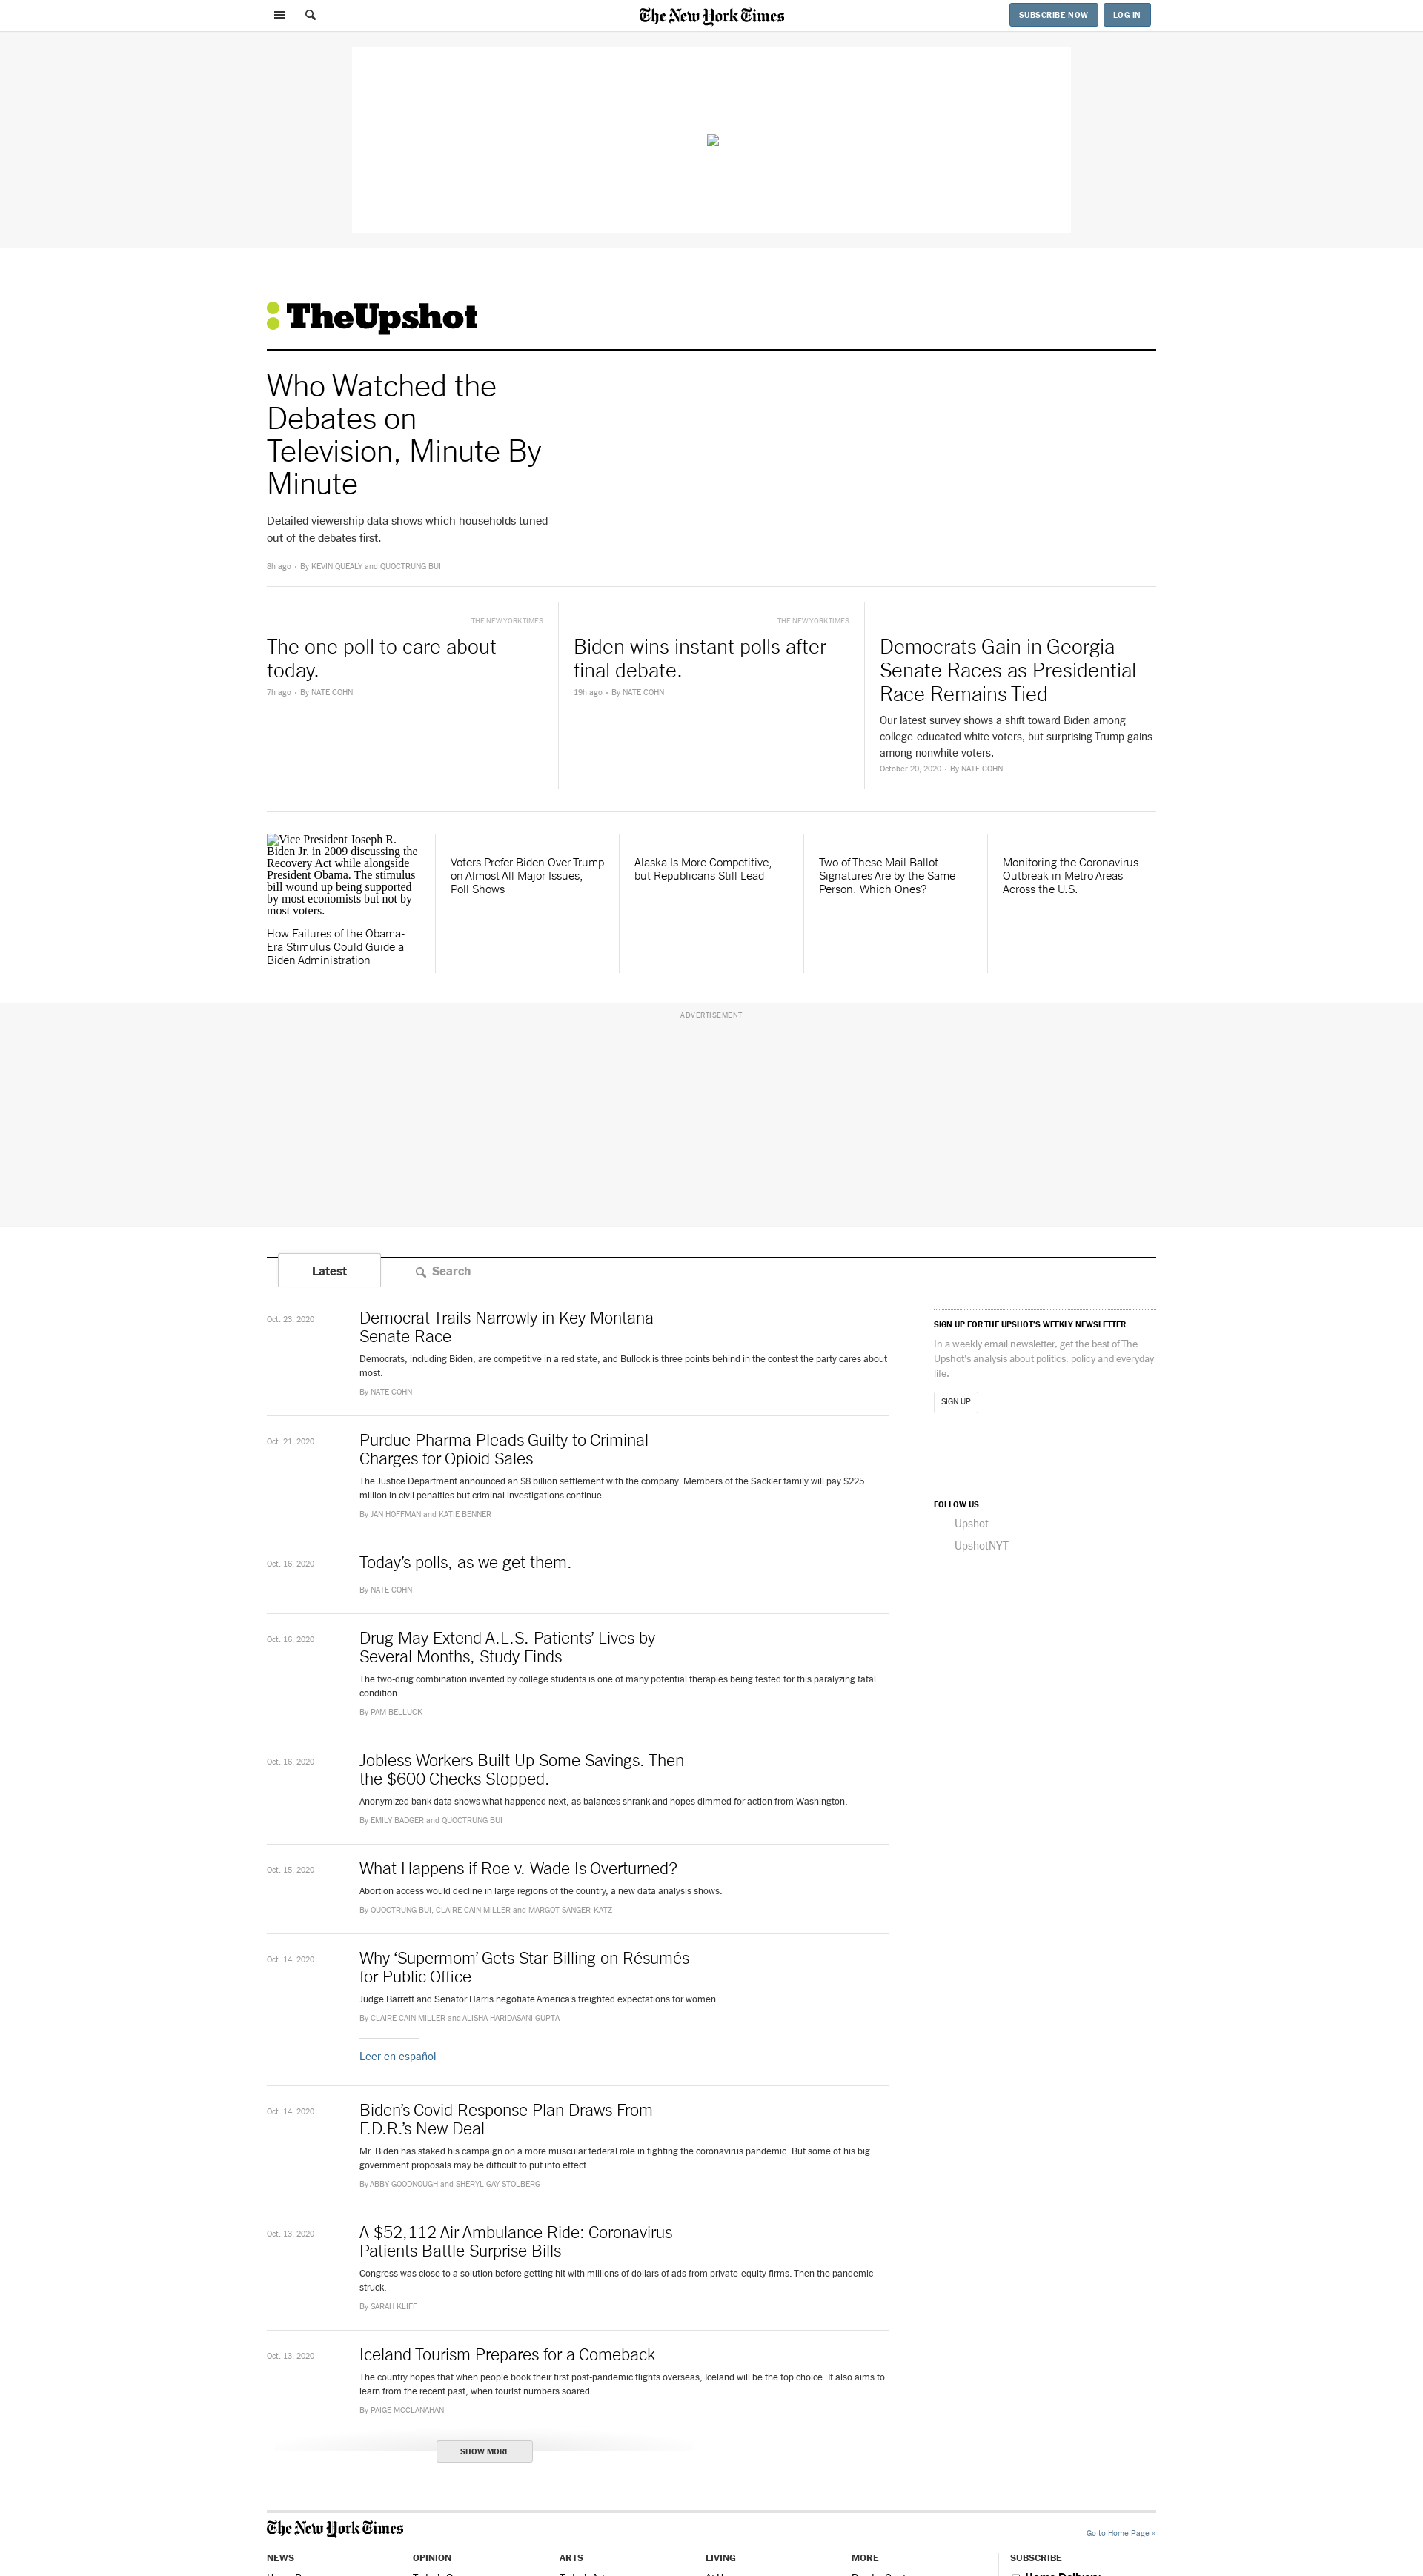 The New York Times
SUBSCRIBE NOW
LOG IN
TheUpshot
Who Watched the
Debates on
Television, Minute By
Minute
Detailed viewership data shows which households tuned
out of the debates first.
8h ago • By KEVIN QUEALY and QUOCTRUNG BUI
THE NEW YORK TIMES
The one poll to care about
today.
7h ago • By NATE COHN
THE NEW YORK TIMES
Biden wins instant polls after
final debate.
19h ago • By NATE COHN
Democrats Gain in Georgia
Senate Races as Presidential
Race Remains Tied
Our latest survey shows a shift toward Biden among
college-educated white voters, but surprising Trump gains
among nonwhite voters.
October 20, 2020 • By NATE COHN
Vice President Joseph R.
Biden Jr. in 2009 discussing the
Recovery Act while alongside
President Obama. The stimulus
bill wound up being supported
by most economists but not by
most voters.
How Failures of the Obama-
Era Stimulus Could Guide a
Biden Administration
Voters Prefer Biden Over Trump
on Almost All Major Issues,
Poll Shows
Alaska Is More Competitive,
but Republicans Still Lead
Two of These Mail Ballot
Signatures Are by the Same
Person. Which Ones?
Monitoring the Coronavirus
Outbreak in Metro Areas
Across the U.S.
ADVERTISEMENT
Latest
Search
Oct. 23, 2020
Democrat Trails Narrowly in Key Montana
Senate Race
Democrats, including Biden, are competitive in a red state, and Bullock is three points behind in the contest the party cares about
most.
By NATE COHN
Oct. 21, 2020
Purdue Pharma Pleads Guilty to Criminal
Charges for Opioid Sales
The Justice Department announced an $8 billion settlement with the company. Members of the Sackler family will pay $225
million in civil penalties but criminal investigations continue.
By JAN HOFFMAN and KATIE BENNER
Oct. 16, 2020
Today’s polls, as we get them.
By NATE COHN
Oct. 16, 2020
Drug May Extend A.L.S. Patients’ Lives by
Several Months, Study Finds
The two-drug combination invented by college students is one of many potential therapies being tested for this paralyzing fatal
condition.
By PAM BELLUCK
Oct. 16, 2020
Jobless Workers Built Up Some Savings. Then
the $600 Checks Stopped.
Anonymized bank data shows what happened next, as balances shrank and hopes dimmed for action from Washington.
By EMILY BADGER and QUOCTRUNG BUI
Oct. 15, 2020
What Happens if Roe v. Wade Is Overturned?
Abortion access would decline in large regions of the country, a new data analysis shows.
By QUOCTRUNG BUI, CLAIRE CAIN MILLER and MARGOT SANGER-KATZ
Oct. 14, 2020
Why ‘Supermom’ Gets Star Billing on Résumés
for Public Office
Judge Barrett and Senator Harris negotiate America’s freighted expectations for women.
By CLAIRE CAIN MILLER and ALISHA HARIDASANI GUPTA
Leer en español
Oct. 14, 2020
Biden’s Covid Response Plan Draws From
F.D.R.’s New Deal
Mr. Biden has staked his campaign on a more muscular federal role in fighting the coronavirus pandemic. But some of his big
government proposals may be difficult to put into effect.
By ABBY GOODNOUGH and SHERYL GAY STOLBERG
Oct. 13, 2020
A $52,112 Air Ambulance Ride: Coronavirus
Patients Battle Surprise Bills
Congress was close to a solution before getting hit with millions of dollars of ads from private-equity firms. Then the pandemic
struck.
By SARAH KLIFF
Oct. 13, 2020
Iceland Tourism Prepares for a Comeback
The country hopes that when people book their first post-pandemic flights overseas, Iceland will be the top choice. It also aims to
learn from the recent past, when tourist numbers soared.
By PAIGE MCCLANAHAN
SHOW MORE
SIGN UP FOR THE UPSHOT’S WEEKLY NEWSLETTER
In a weekly email newsletter, get the best of The
Upshot’s analysis about politics, policy and everyday
life.
SIGN UP
FOLLOW US
Upshot
UpshotNYT
The New York Times
Go to Home Page »
NEWS
OPINION
ARTS
LIVING
MORE
SUBSCRIBE